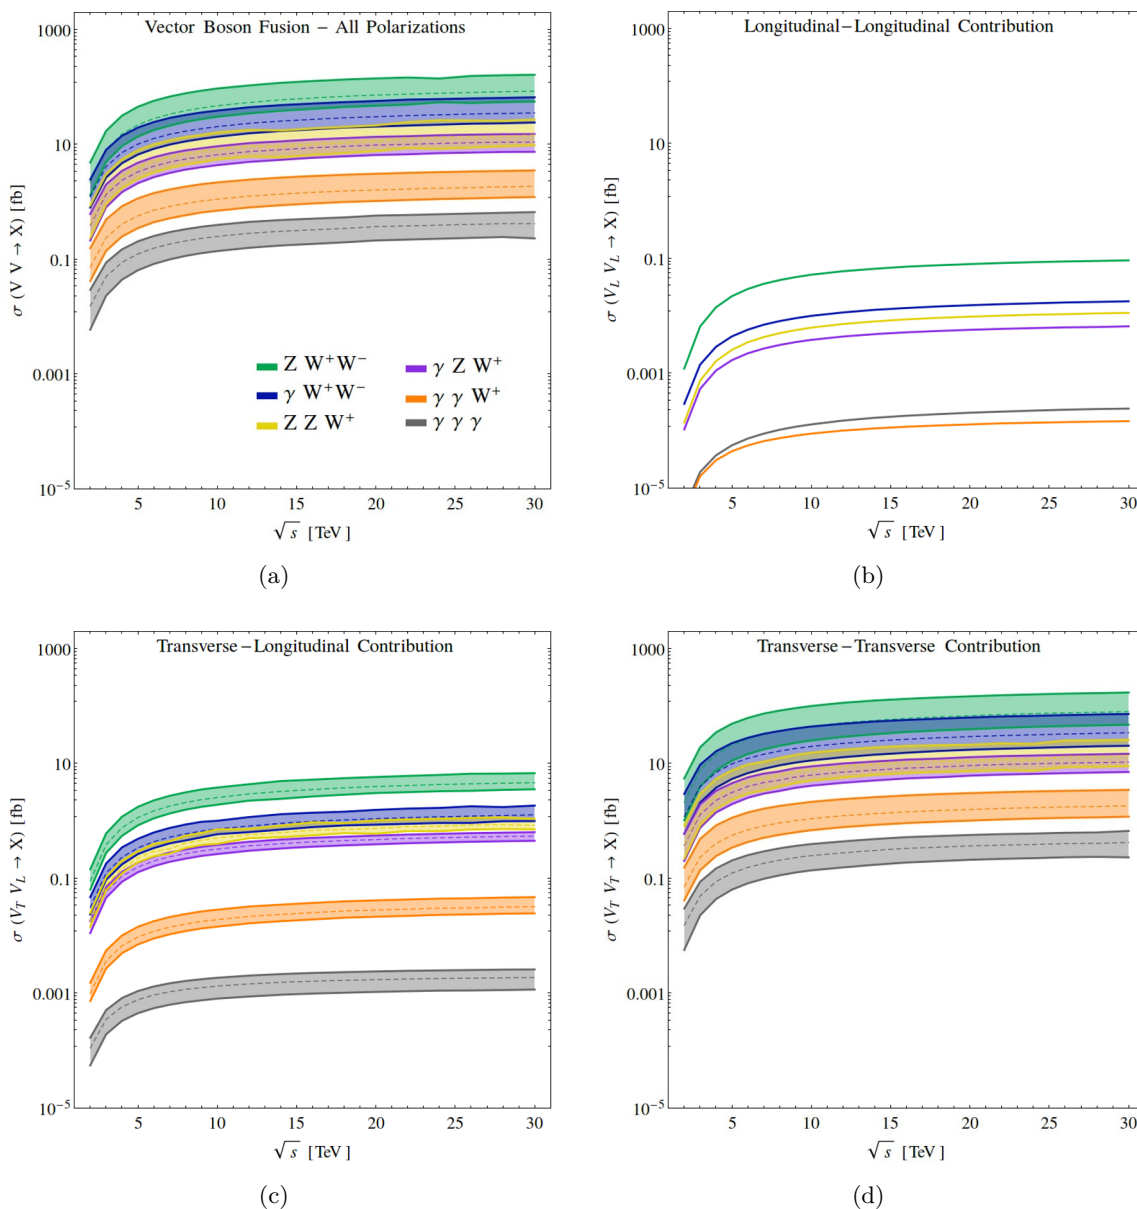 Vector Boson Fusion − All Polarizations
1000
10
0.1
0.001
10⁻⁵
σ (V V → X) [fb]
Z W⁺W⁻
γ W⁺W⁻
Z Z W⁺
γ Z W⁺
γ γ W⁺
γ γ γ
5 10 15 20 25 30
√s [TeV]
(a)
Longitudinal−Longitudinal Contribution
1000
10
0.1
0.001
10⁻⁵
σ (V_L V_L → X) [fb]
5 10 15 20 25 30
√s [TeV]
(b)
Transverse−Longitudinal Contribution
1000
10
0.1
0.001
10⁻⁵
σ (V_T V_L → X) [fb]
5 10 15 20 25 30
√s [TeV]
(c)
Transverse−Transverse Contribution
1000
10
0.1
0.001
10⁻⁵
σ (V_T V_T → X) [fb]
5 10 15 20 25 30
√s [TeV]
(d)